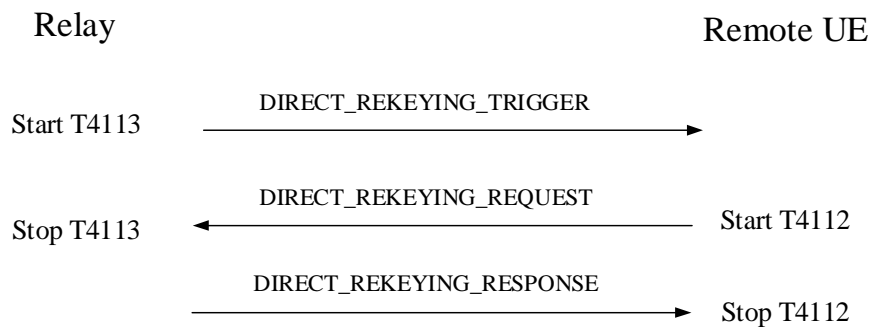 Relay
Remote UE
DIRECT_REKEYING_TRIGGER
Start T4113
DIRECT_REKEYING_REQUEST
Stop T4113
Start T4112
DIRECT_REKEYING_RESPONSE
Stop T4112